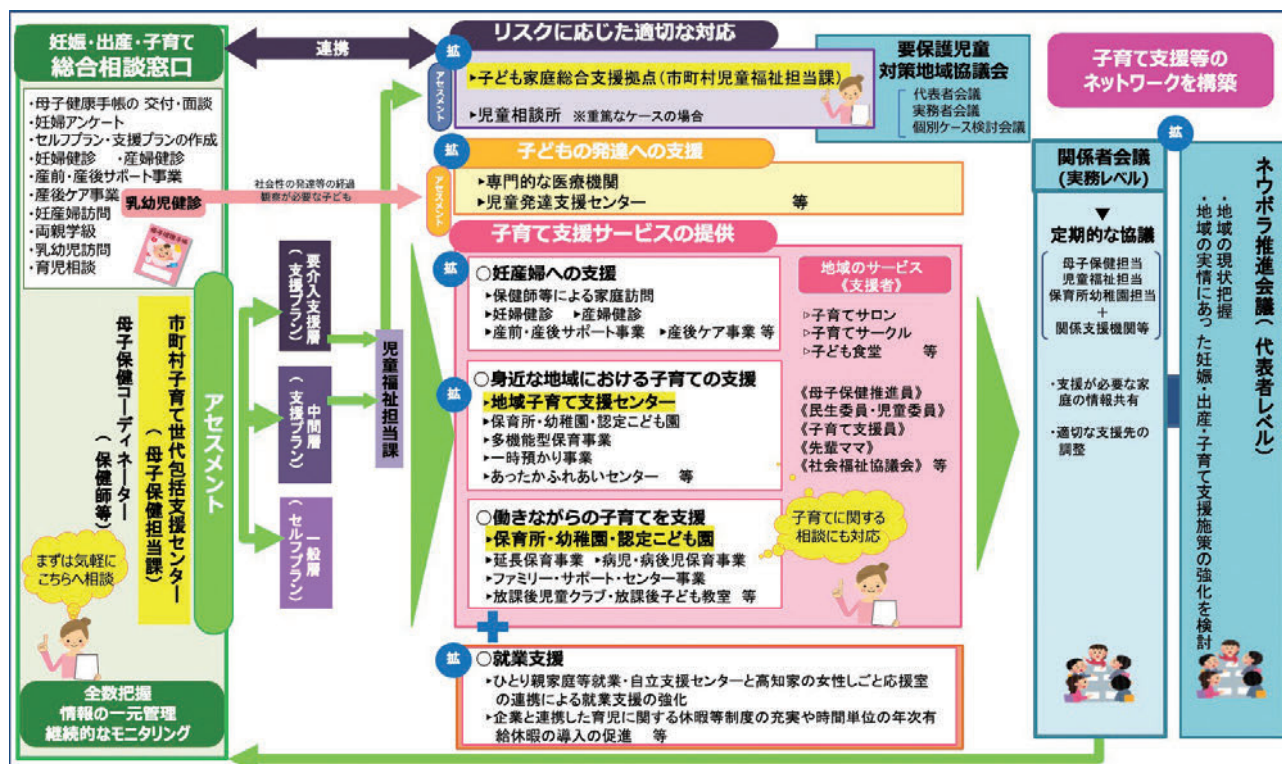 妊娠・出産・子育て
総合相談窓口
・母子健康手帳の 交付・面談
・妊婦アンケート
・セルフプラン・支援プランの作成
・妊婦健診 ・産婦健診
・産前・産後サポート事業
・産後ケア事業
・妊産婦訪問
・両親学級
・乳幼児訪問
・育児相談
乳幼児健診
社会性の発達等の経過
観察が必要な子ども
市町村子育て世代包括支援センター
(母子保健担当課)
母子保健コーディネーター
(保健師等)
アセスメント
まずは気軽に
こちらへ相談
全数把握
情報の一元管理
継続的なモニタリング
連携
要介入支援層
(支援プラン)
中間層
(支援プラン)
一般層
(セルフプラン)
児童福祉担当課
拡
リスクに応じた適切な対応
アセスメント
▶子ども家庭総合支援拠点(市町村児童福祉担当課)
▶児童相談所 ※重篤なケースの場合
要保護児童
対策地域協議会
代表者会議
実務者会議
個別ケース検討会議
拡
子どもの発達への支援
アセスメント
▶専門的な医療機関
▶児童発達支援センター 等
子育て支援サービスの提供
拡
○妊産婦への支援
▶保健師等による家庭訪問
▶妊婦健診 ▶産婦健診
▶産前・産後サポート事業 ▶産後ケア事業 等
拡
○身近な地域における子育ての支援
▶地域子育て支援センター
▶保育所・幼稚園・認定こども園
▶多機能型保育事業
▶一時預かり事業
▶あったかふれあいセンター 等
拡
○働きながらの子育てを支援
▶保育所・幼稚園・認定こども園
▶延長保育事業 ▶病児・病後児保育事業
▶ファミリー・サポート・センター事業
▶放課後児童クラブ・放課後子ども教室 等
地域のサービス
《支援者》
▷子育てサロン
▷子育てサークル
▷子ども食堂 等
《母子保健推進員》
《民生委員・児童委員》
《子育て支援員》
《先輩ママ》
《社会福祉協議会》 等
子育てに関する
相談にも対応
拡
○就業支援
▶ひとり親家庭等就業・自立支援センターと高知家の女性しごと応援室
の連携による就業支援の強化
▶企業と連携した育児に関する休暇等制度の充実や時間単位の年次有
給休暇の導入の促進 等
子育て支援等の
ネットワークを構築
拡
関係者会議
(実務レベル)
▼
定期的な協議
母子保健担当
児童福祉担当
保育所幼稚園担当
+
関係支援機関等
・支援が必要な家
庭の情報共有
・適切な支援先の
調整
ネウボラ推進会議(代表者レベル)
・地域の現状把握
・地域の実情にあった妊娠・出産・子育て支援施策の強化を検討